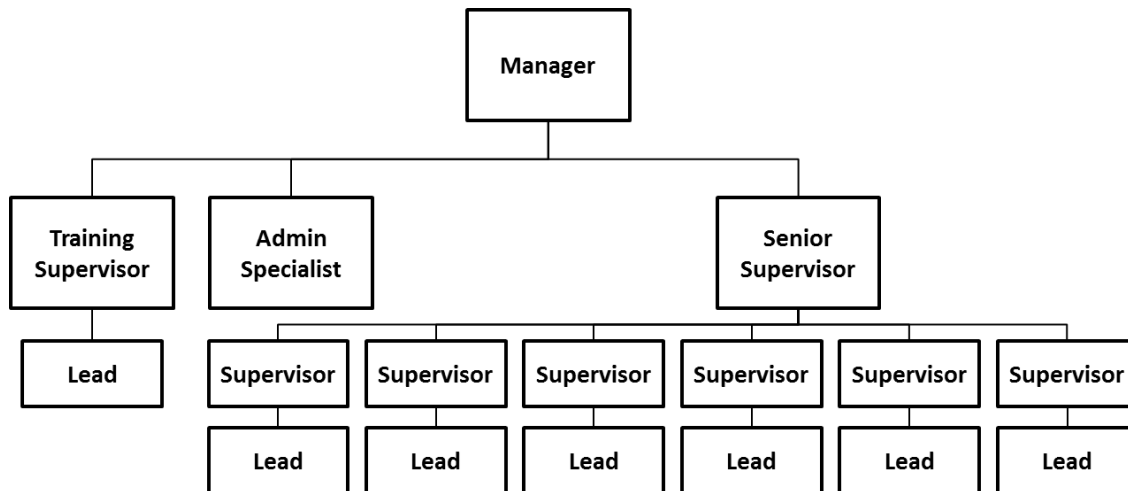 Manager
Training
Supervisor
Admin
Specialist
Senior
Supervisor
Lead
Supervisor
Supervisor
Supervisor
Supervisor
Supervisor
Supervisor
Lead
Lead
Lead
Lead
Lead
Lead